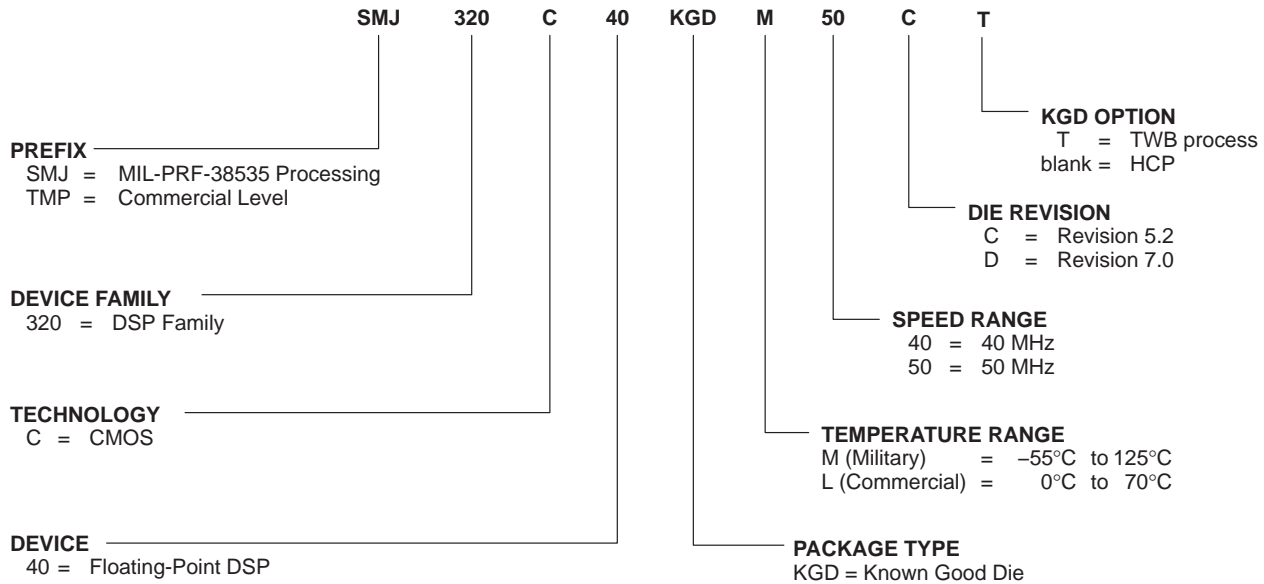 SMJ 320 C 40 KGD M 50 C T
PREFIX
SMJ = MIL-PRF-38535 Processing
TMP = Commercial Level
DEVICE FAMILY
320 = DSP Family
TECHNOLOGY
C = CMOS
DEVICE
40 = Floating-Point DSP
KGD OPTION
T = TWB process
blank = HCP
DIE REVISION
C = Revision 5.2
D = Revision 7.0
SPEED RANGE
40 = 40 MHz
50 = 50 MHz
TEMPERATURE RANGE
M (Military) = –55°C to 125°C
L (Commercial) = 0°C to 70°C
PACKAGE TYPE
KGD = Known Good Die